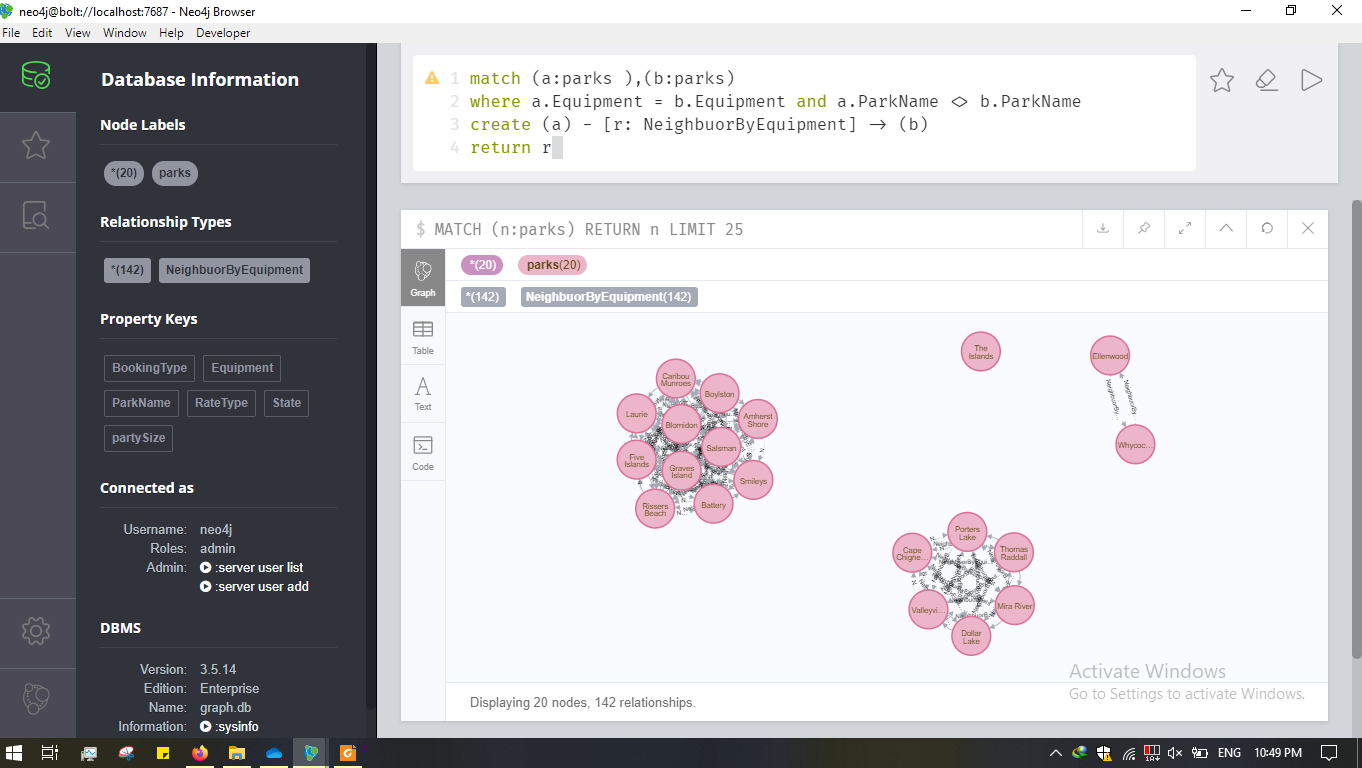 neo4j@bolt://localhost:7687 - Neo4j Browser
File Edit View Window Help Developer
Database Information
Node Labels
*(20) parks
Relationship Types
*(142) NeighbuorByEquipment
Property Keys
BookingType Equipment
ParkName RateType State
partySize
Connected as
Username: neo4j
Roles: admin
Admin: :server user list
:server user add
DBMS
Version: 3.5.14
Edition: Enterprise
Name: graph.db
Information: :sysinfo
1 match (a:parks ),(b:parks)
2 where a.Equipment = b.Equipment and a.ParkName <> b.ParkName
3 create (a) - [r: NeighbuorByEquipment] -> (b)
4 return r
$ MATCH (n:parks) RETURN n LIMIT 25
*(20) parks(20)
*(142) NeighbuorByEquipment(142)
Graph
Table
Text
Code
Caribou Munroes
Boylston
Laurie
Blomidon
Amherst Shore
Salsman
Five Islands
Graves Island
Smileys
Rissers Beach
Battery
The Islands
Ellenwood
Whycoc...
Porters Lake
Cape Chigne...
Thomas Raddall
Valleyvi...
Mira River
Dollar Lake
Displaying 20 nodes, 142 relationships.
Activate Windows
Go to Settings to activate Windows.
ENG 10:49 PM